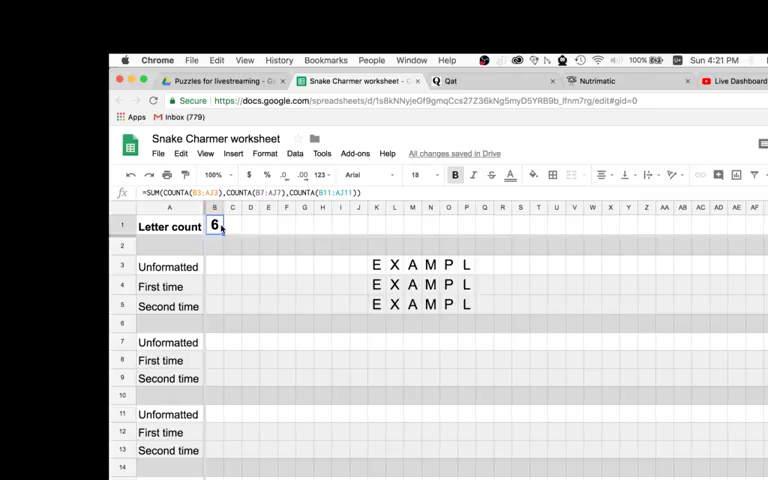 Chrome File Edit View History Bookmarks People Window Help 100% Sun 4:21 PM
Puzzles for livestreaming - Go Snake Charmer worksheet - G Qat Nutrimatic Live Dashboard
Secure https://docs.google.com/spreadsheets/d/
Apps Inbox (779)
Snake Charmer worksheet
File Edit View Insert Format Data Tools Add-ons Help All changes saved in Drive
100% $ % .0 .00 123 Arial 18 B I S A
fx =SUM(COUNTA(B3:AJ3),COUNTA(B7:AJ7),COUNTA(B11:AJ11))
A B C D E F G H I J K L M N O P Q R S T U V W X Y Z AA AB AC AD AE AF
1 Letter count 6
2
3 Unformatted E X A M P L
4 First time E X A M P L
5 Second time E X A M P L
6
7 Unformatted
8 First time
9 Second time
10
11 Unformatted
12 First time
13 Second time
14